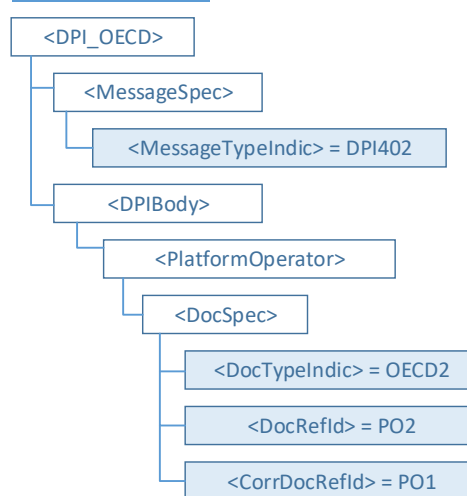 <DPI_OECD>
<MessageSpec>
<MessageTypeIndic> = DPI402
<DPIBody>
<PlatformOperator>
<DocSpec>
<DocTypeIndic> = OECD2
<DocRefId> = PO2
<CorrDocRefId> = PO1